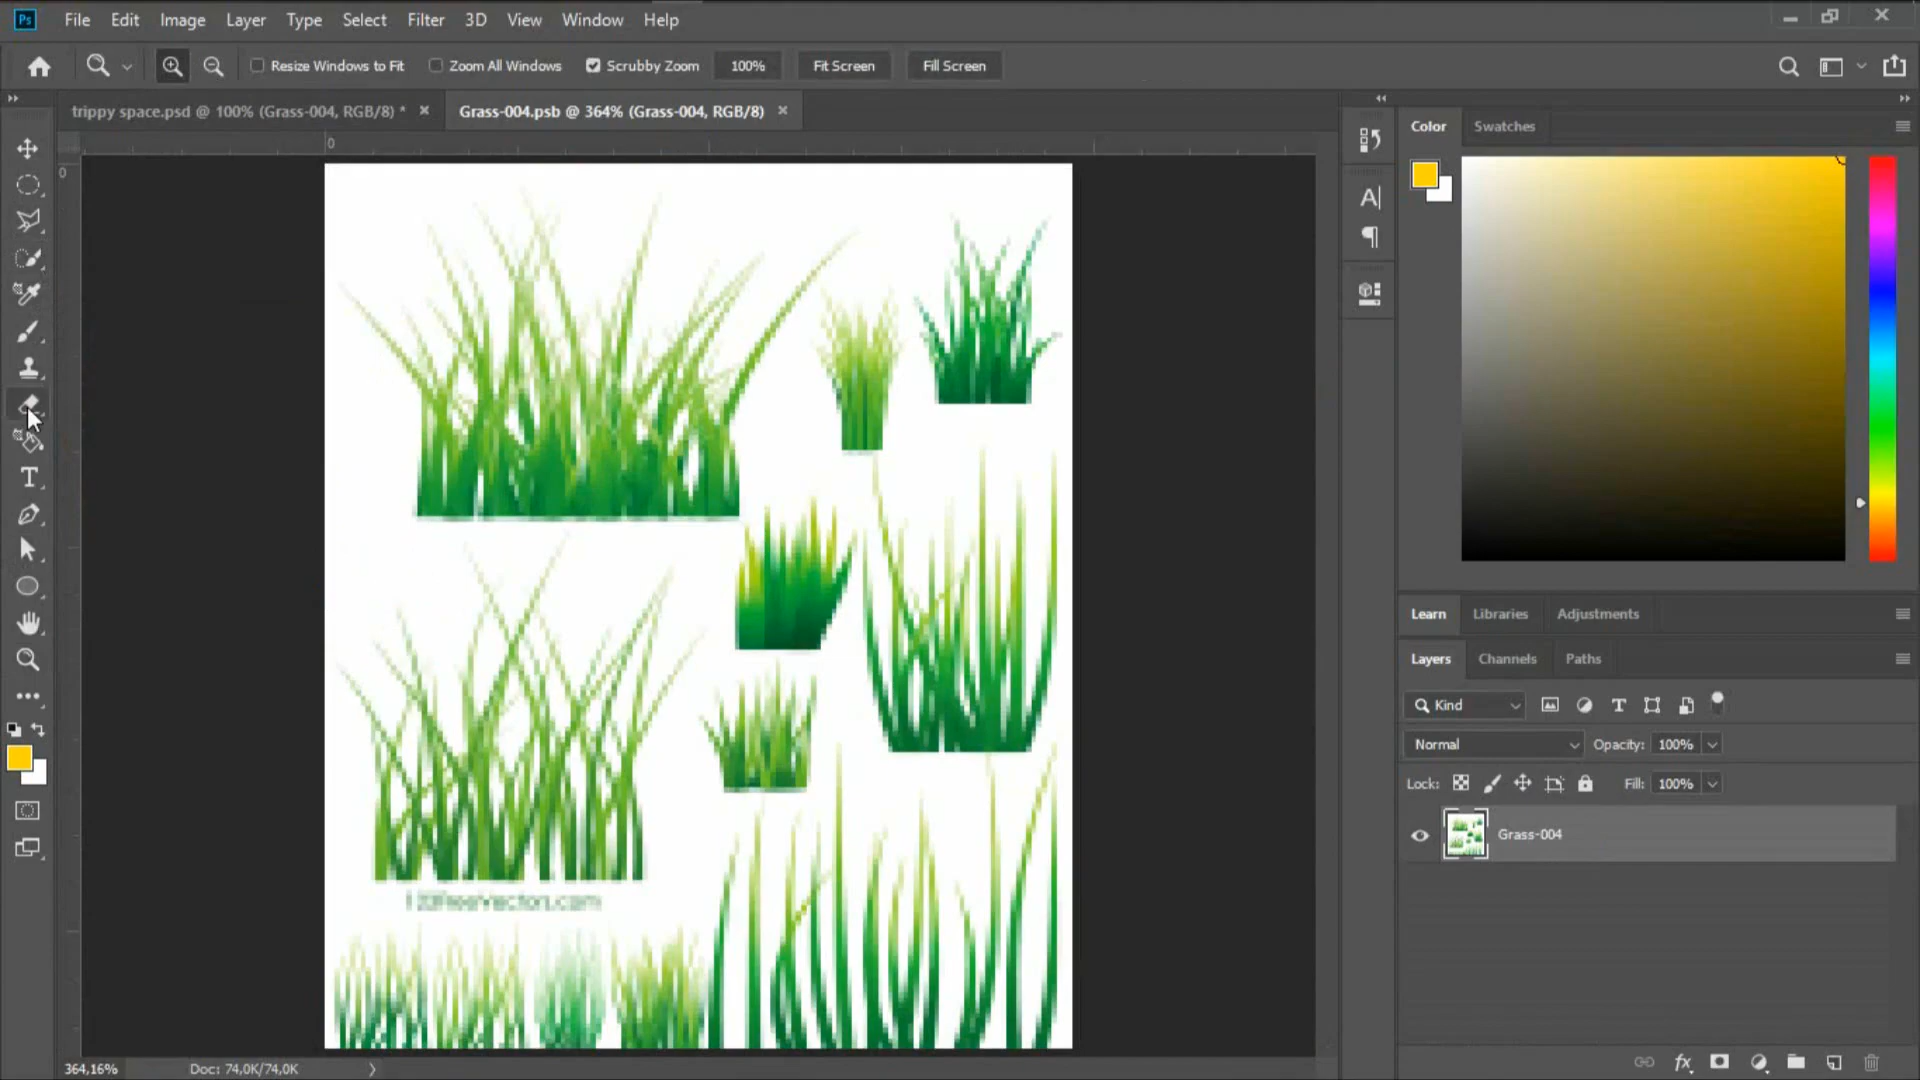 Ps File Edit Image Layer Type Select Filter 3D View Window Help
Resize Windows to Fit Zoom All Windows Scrubby Zoom 100% Fit Screen Fill Screen
trippy space.psd @ 100% (Grass-004, RGB/8) * Grass-004.psb @ 364% (Grass-004, RGB/8)
Color Swatches
0
0
Learn Libraries Adjustments
Layers Channels Paths
Kind
Normal Opacity: 100%
Lock: Fill: 100%
Grass-004
364,16% Doc: 74,0K/74,0K